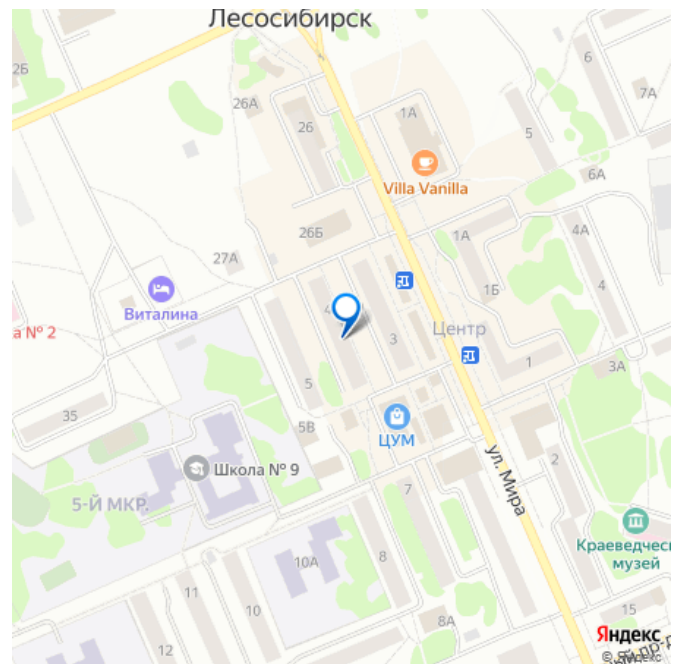 Лесосибирск
2Б
26А
26
1А
6
7А
5
Villa Vanilla
6А
26Б
1А
4А
27А
1Б
4
Виталина
Центр
а № 2
3
1
3А
5
35
5В
ЦУМ
ул. Мира
2
Школа № 9
7
5-Й МКР.
Краеведчес
музей
10А
8
11
10
15
8А
12
Яндекс